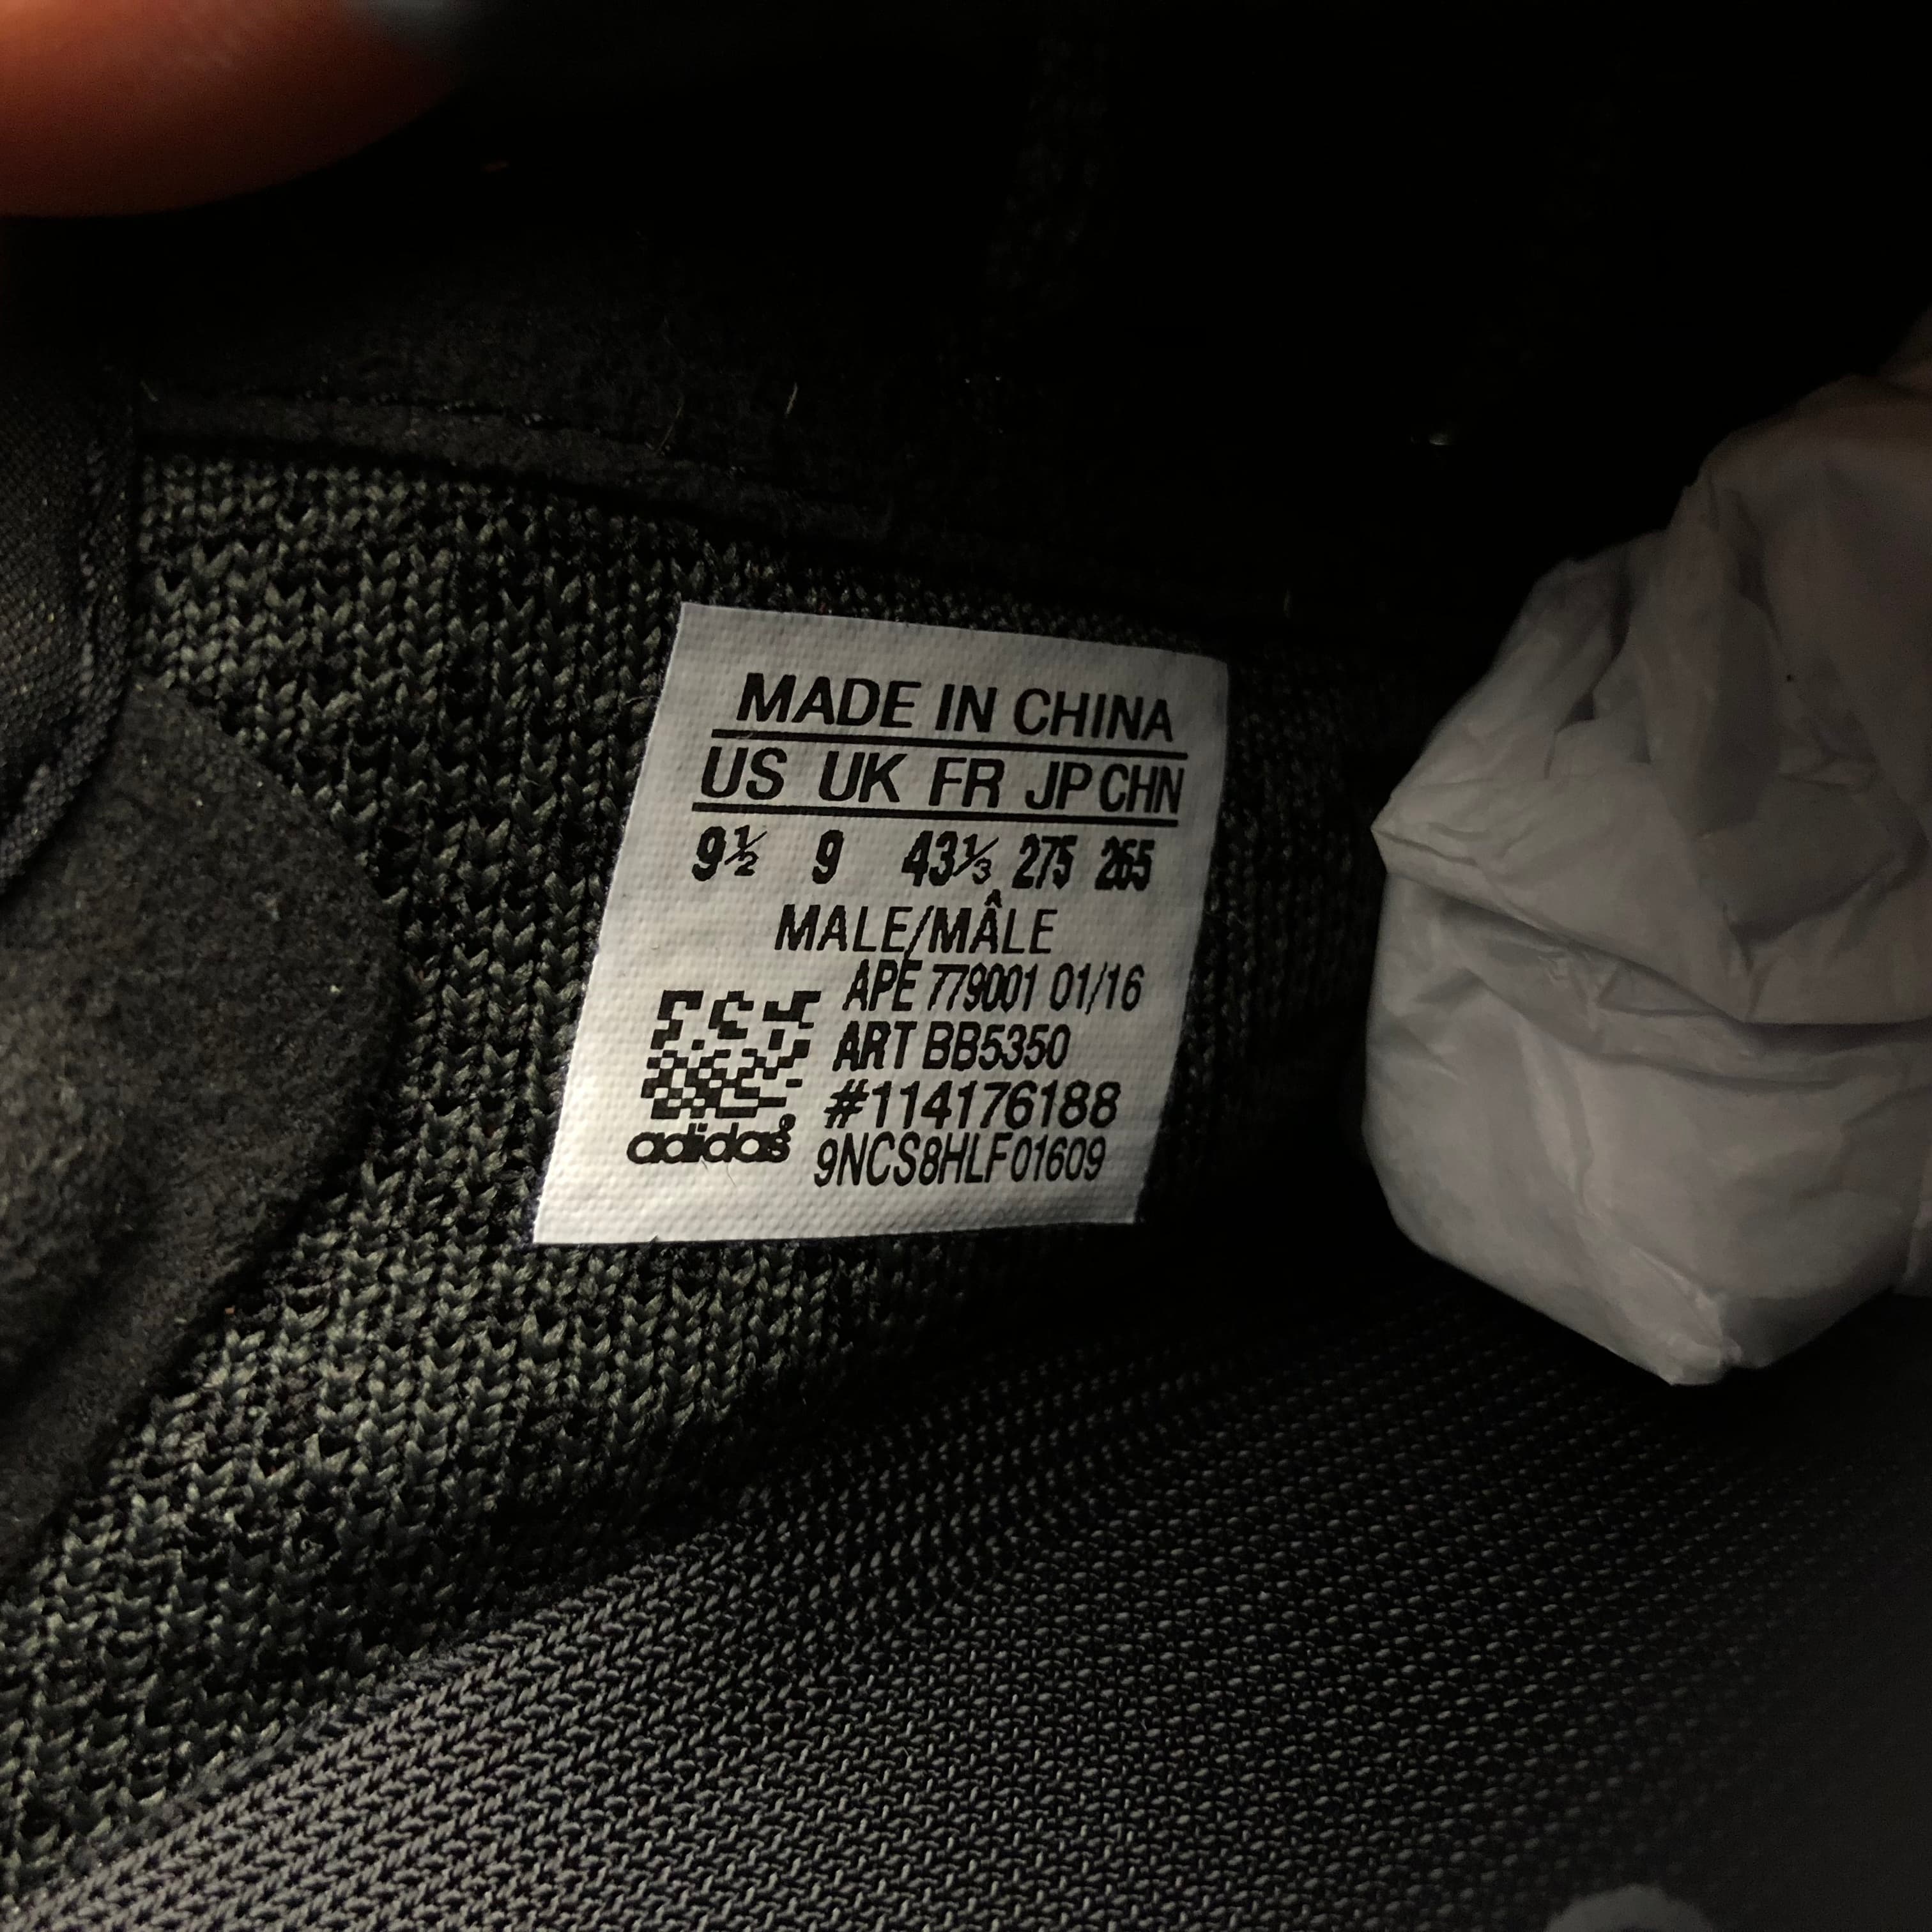 MADE IN CHINA
US UK FR JP CHN
9½ 9 43⅓ 275 265
MALE/MÂLE
APE 779001 01/16
ART BB5350
#114176188
adidas® 9NCS8HLF01609